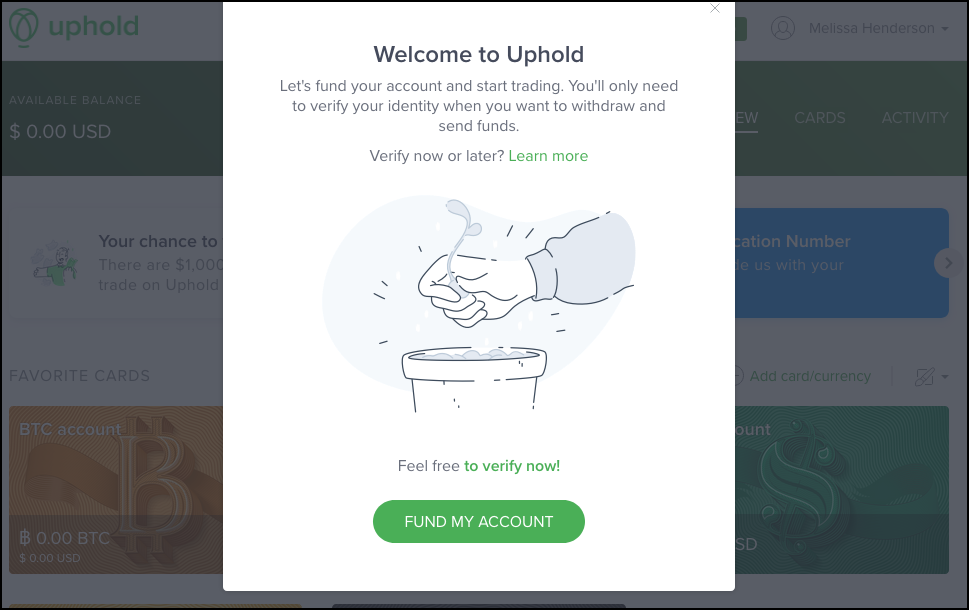 uphold
Melissa Henderson
AVAILABLE BALANCE
$ 0.00 USD
EW
CARDS
ACTIVITY
Welcome to Uphold
Let's fund your account and start trading. You'll only need
to verify your identity when you want to withdraw and
send funds.
Verify now or later? Learn more
Your chance to
There are $1,000
trade on Uphold
cation Number
de us with your
FAVORITE CARDS
Add card/currency
BTC account
ount
Feel free to verify now!
FUND MY ACCOUNT
₿ 0.00 BTC
$ 0.00 USD
SD